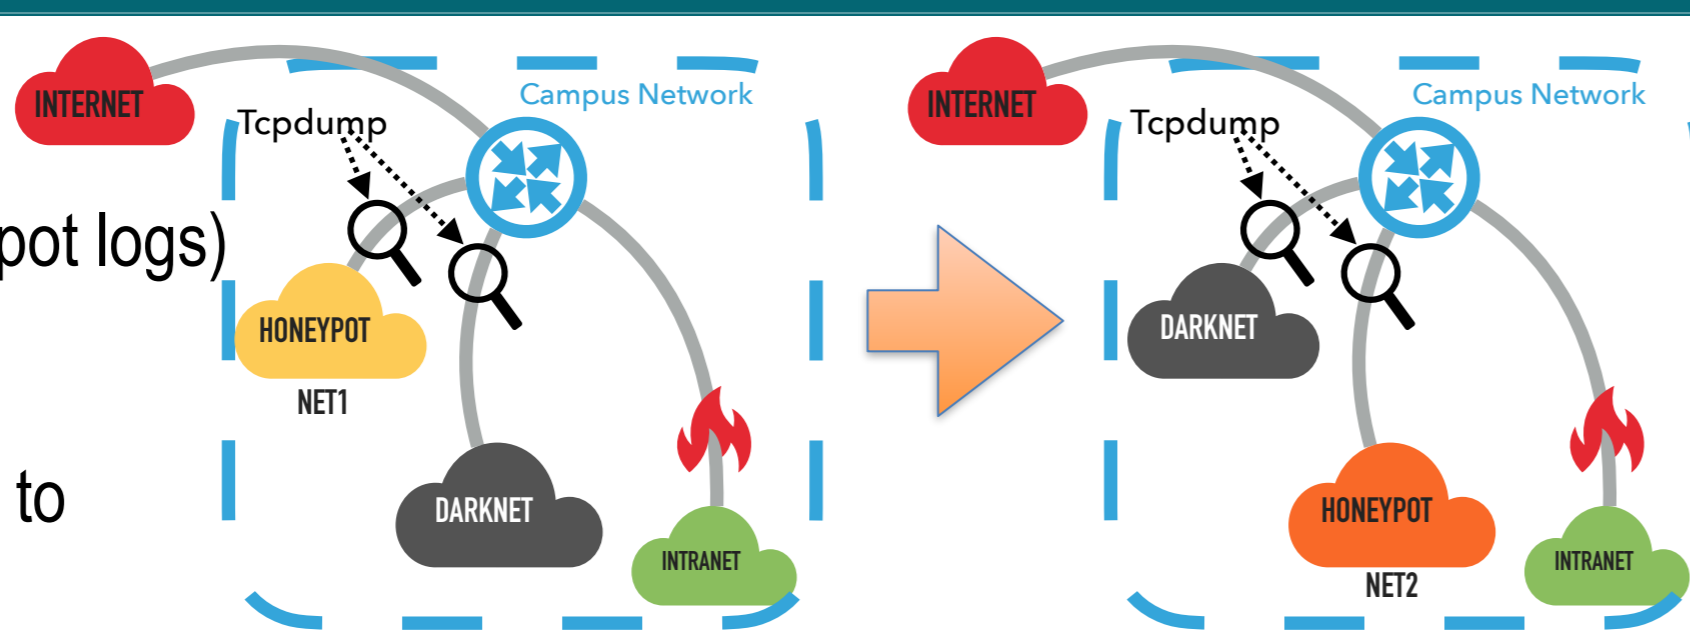 pot logs)
to
INTERNET
Campus Network
Tcpdump
HONEYPOT
NET1
DARKNET
INTRANET
INTERNET
Campus Network
Tcpdump
DARKNET
HONEYPOT
NET2
INTRANET